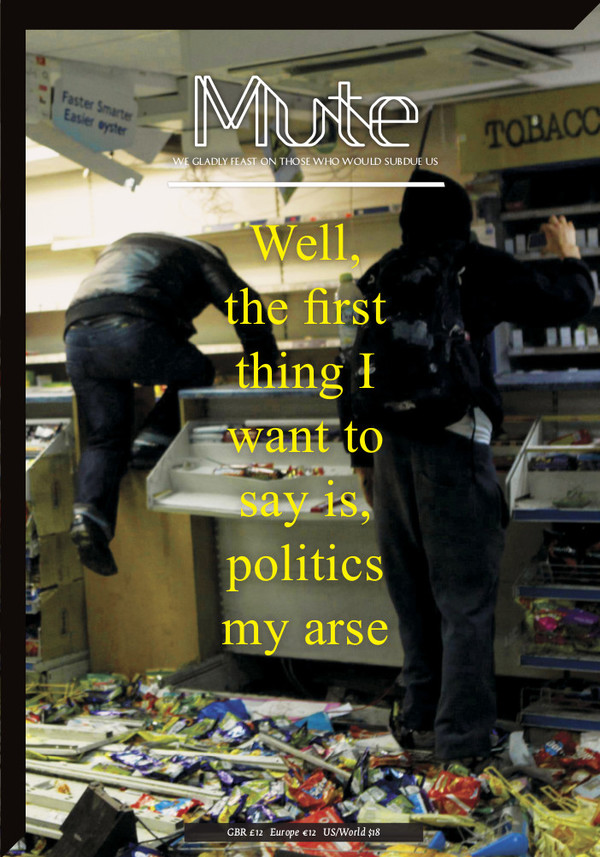 Faster Smarter
Easier oyster
Mute
WE GLADLY FEAST ON THOSE WHO WOULD SUBDUE US
TOBACC
Well,
the first
thing I
want to
say is,
politics
my arse
GBR £12 Europe €12 US/World $18